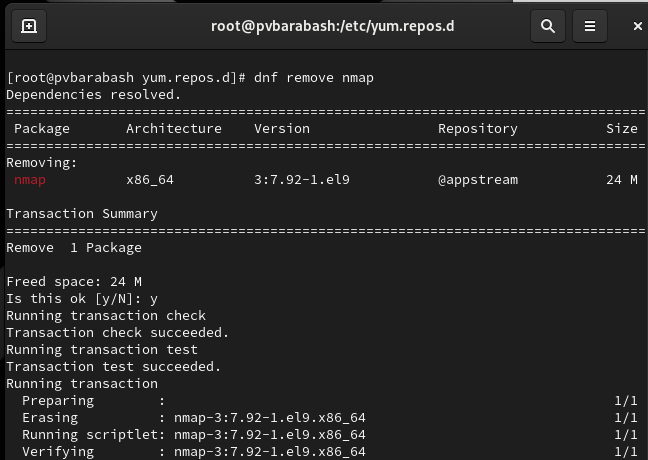 root@pvbarabash:/etc/yum.repos.d
[root@pvbarabash yum.repos.d]# dnf remove nmap
Dependencies resolved.
================================================================================
Package Architecture Version Repository Size
================================================================================
Removing:
nmap x86_64 3:7.92-1.el9 @appstream 24 M
Transaction Summary
================================================================================
Remove 1 Package
Freed space: 24 M
Is this ok [y/N]: y
Running transaction check
Transaction check succeeded.
Running transaction test
Transaction test succeeded.
Running transaction
Preparing : 1/1
Erasing : nmap-3:7.92-1.el9.x86_64 1/1
Running scriptlet: nmap-3:7.92-1.el9.x86_64 1/1
Verifying : nmap-3:7.92-1.el9.x86_64 1/1